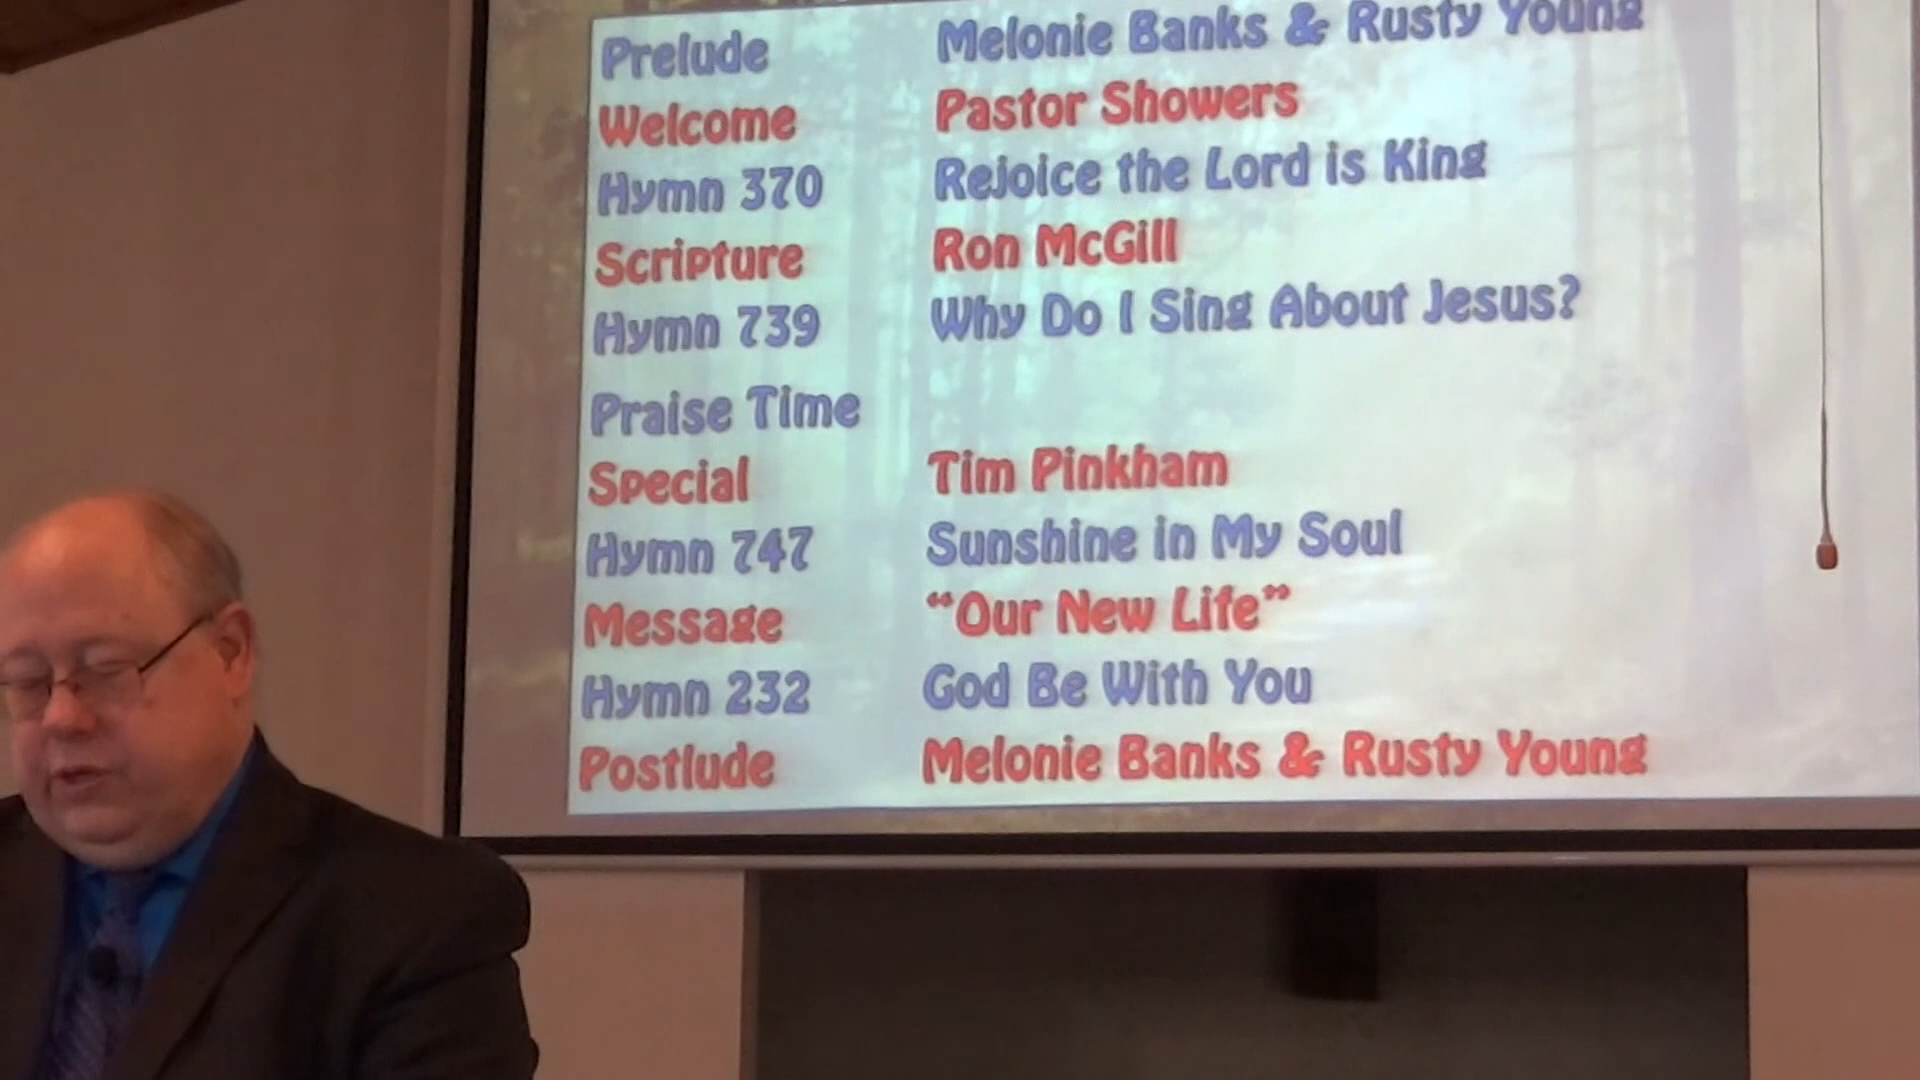 Prelude Melonie Banks & Rusty Young
Welcome Pastor Showers
Hymn 370 Rejoice the Lord is King
Scripture Ron McGill
Hymn 739 Why Do I Sing About Jesus?
Praise Time
Special Tim Pinkham
Hymn 747 Sunshine in My Soul
Message “Our New Life”
Hymn 232 God Be With You
Postlude Melonie Banks & Rusty Young